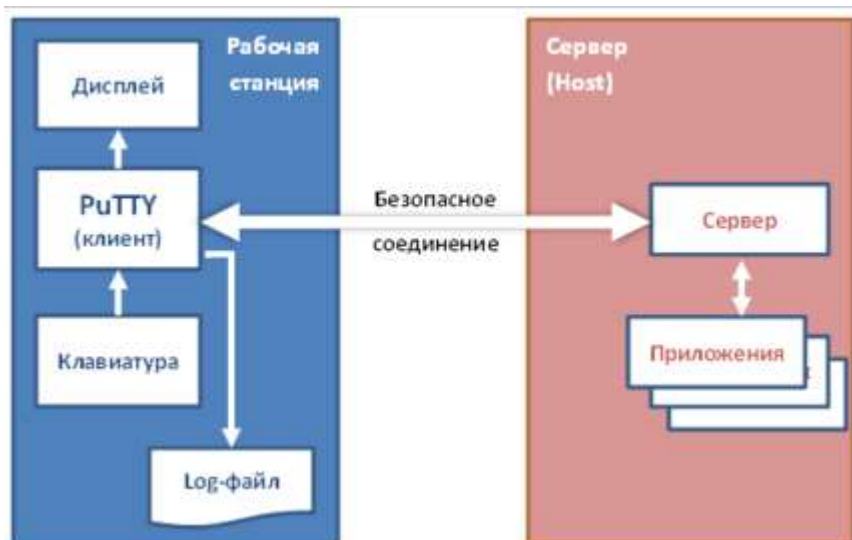 Рабочая
станция
Дисплей
PuTTY
(клиент)
Клавиатура
Log-файл
Безопасное
соединение
Сервер
(Host)
Сервер
Приложения